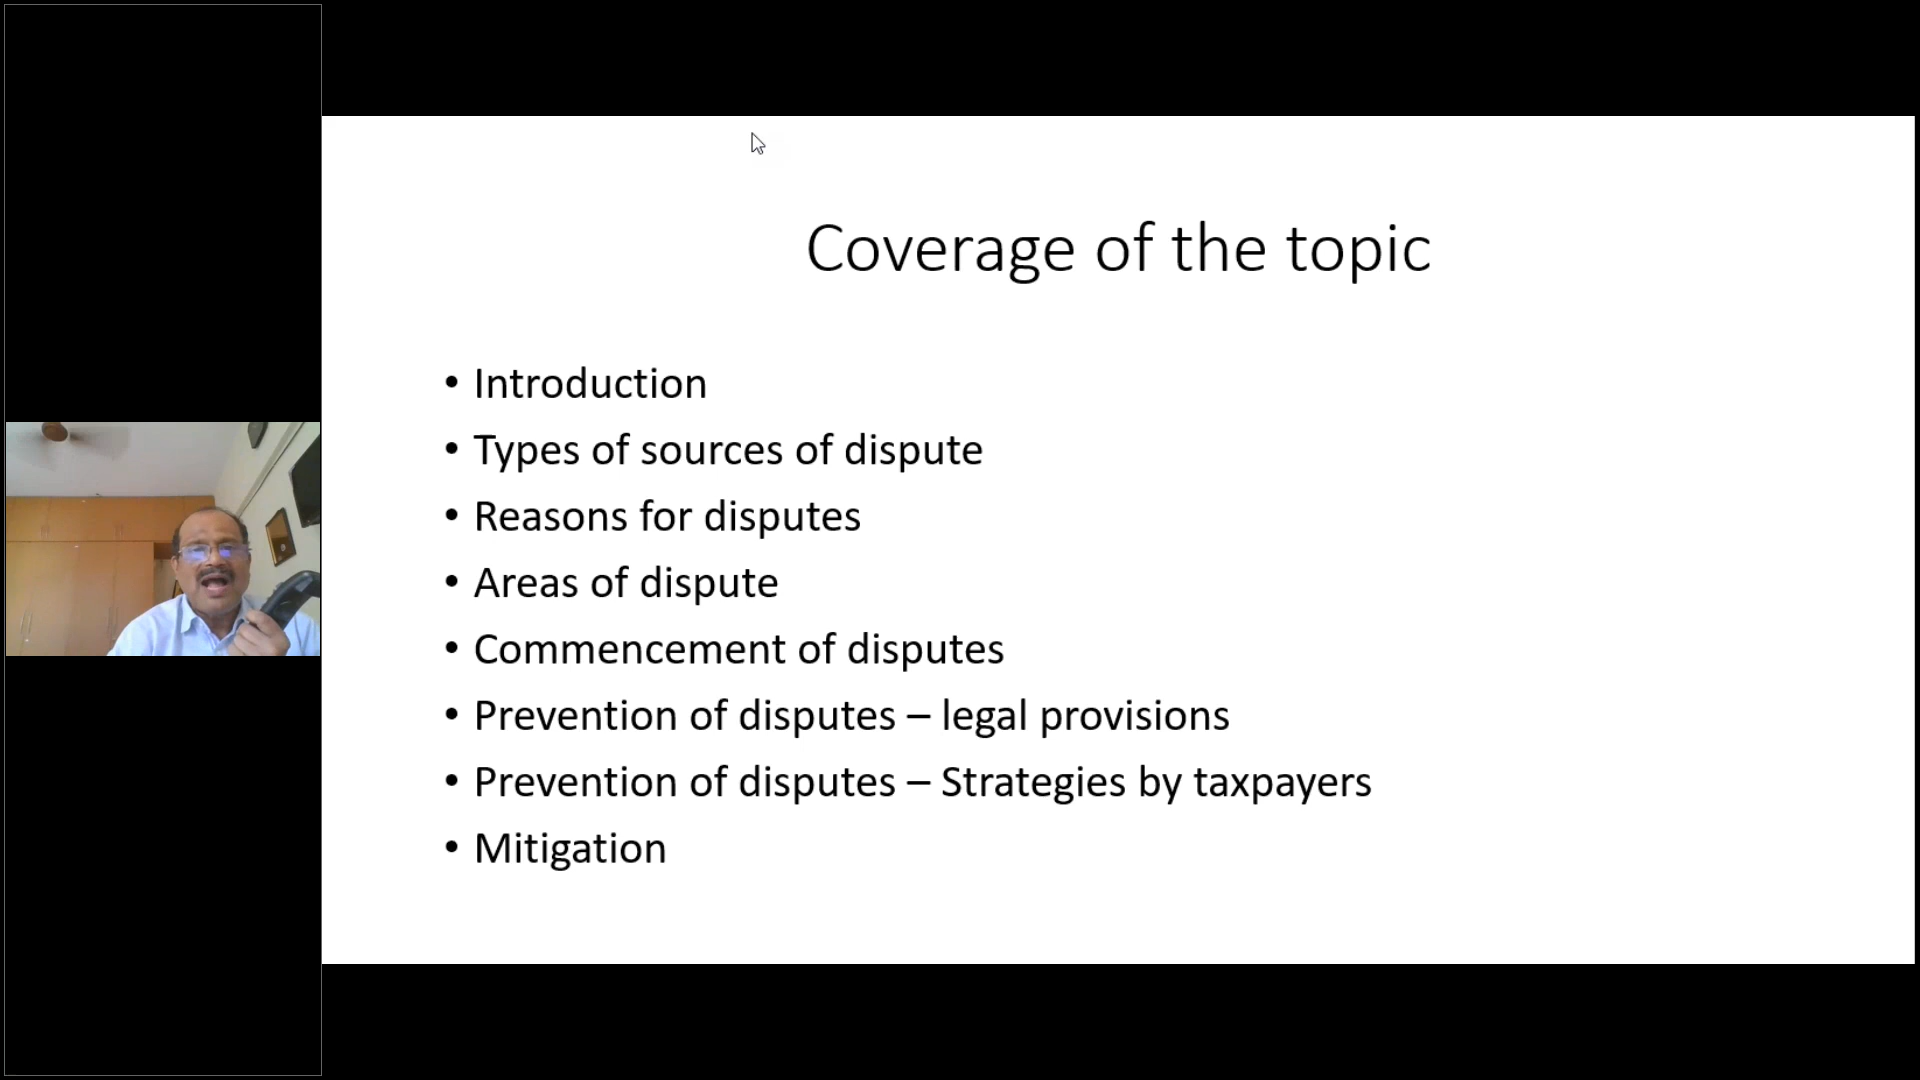 Coverage of the topic
• Introduction
• Types of sources of dispute
• Reasons for disputes
• Areas of dispute
• Commencement of disputes
• Prevention of disputes – legal provisions
• Prevention of disputes – Strategies by taxpayers
• Mitigation